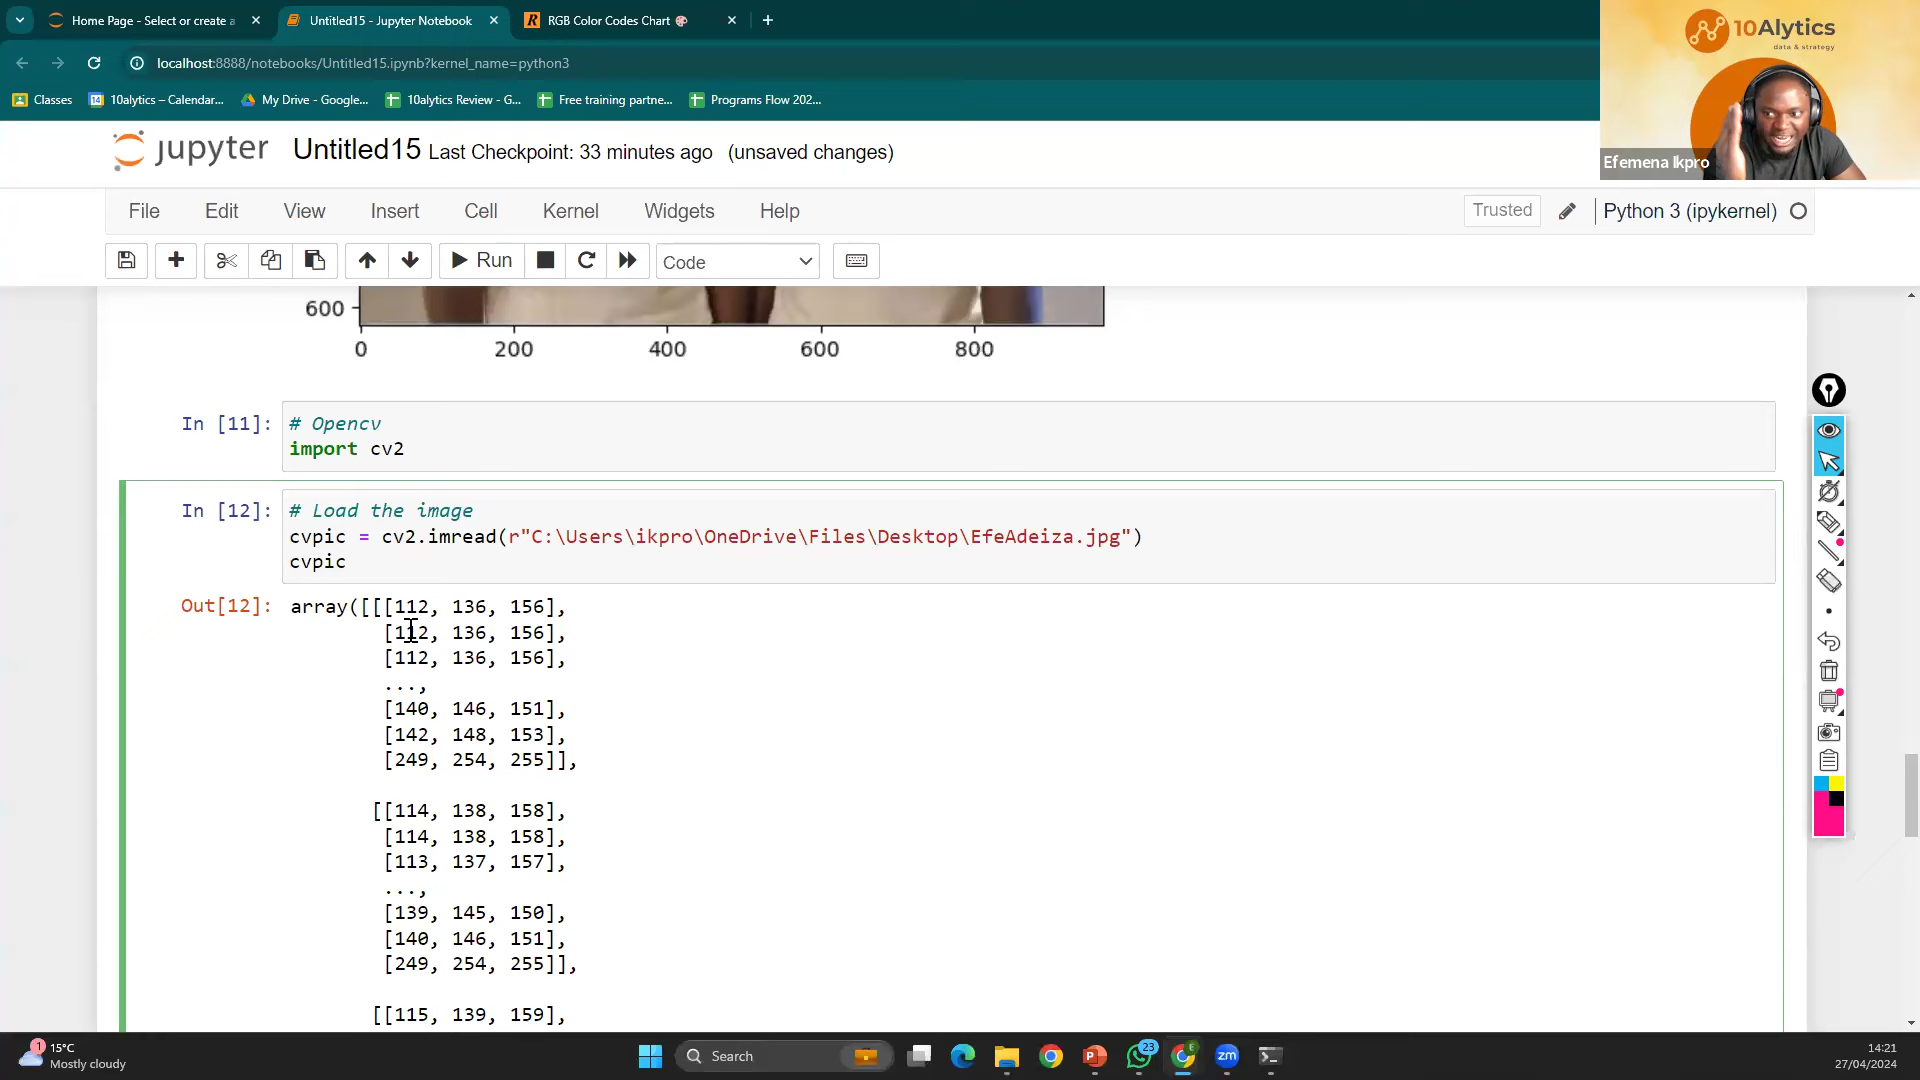 Home Page - Select or create a
Untitled15 - Jupyter Notebook
RGB Color Codes Chart
localhost:8888/notebooks/Untitled15.ipynb?kernel_name=python3
Classes
10alytics – Calendar...
My Drive - Google...
10alytics Review - G...
Free training partne...
Programs Flow 202...
10Alytics
data & strategy
Efemena Ikpro
jupyter Untitled15 Last Checkpoint: 33 minutes ago (unsaved changes)
File Edit View Insert Cell Kernel Widgets Help
Trusted
Python 3 (ipykernel)
Run
Code
600
0 200 400 600 800
In [11]: # Opencv
import cv2
In [12]: # Load the image
cvpic = cv2.imread(r"C:\Users\ikpro\OneDrive\Files\Desktop\EfeAdeiza.jpg")
cvpic
Out[12]: array([[[112, 136, 156],
[112, 136, 156],
[112, 136, 156],
...,
[140, 146, 151],
[142, 148, 153],
[249, 254, 255]],
[[114, 138, 158],
[114, 138, 158],
[113, 137, 157],
...,
[139, 145, 150],
[140, 146, 151],
[249, 254, 255]],
[[115, 139, 159],
1
15°C
Mostly cloudy
Search
23
E
zm
14:21
27/04/2024